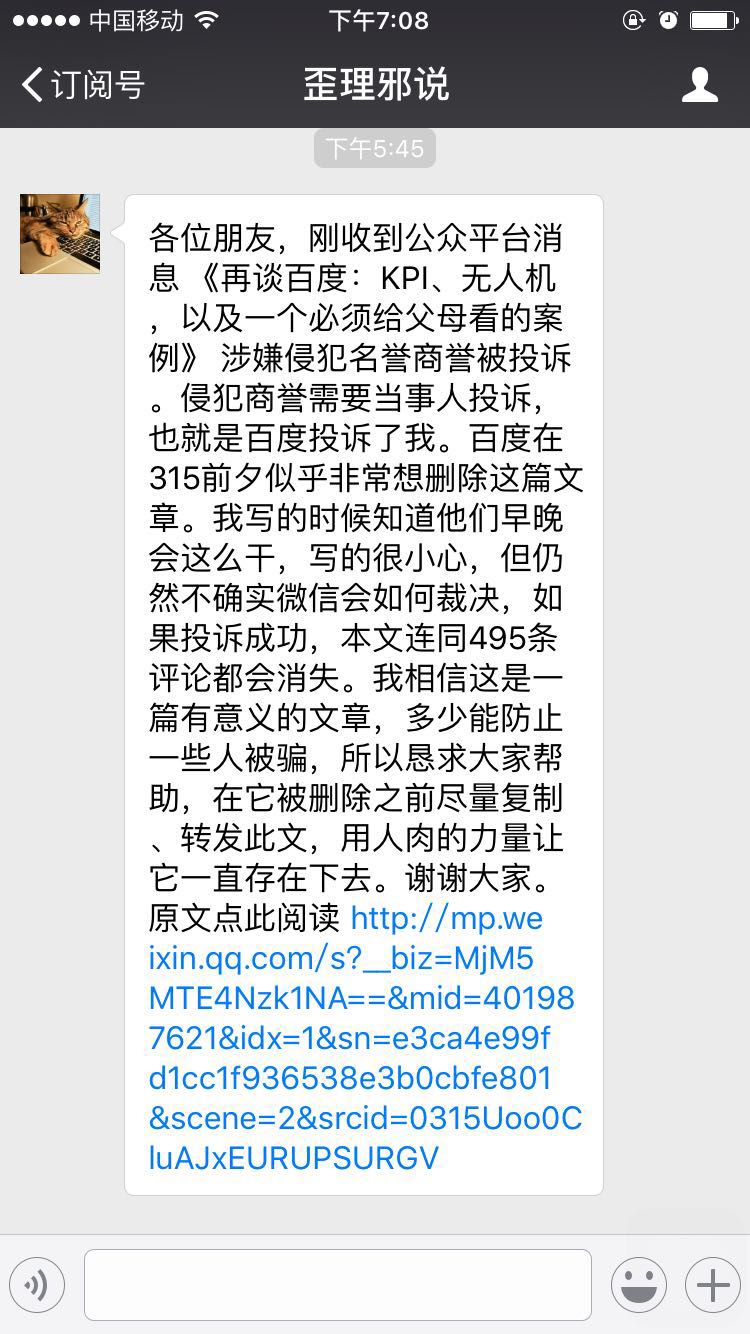 中国移动
下午7:08
订阅号
歪理邪说
下午5:45
各位朋友，刚收到公众平台消
息 《再谈百度：KPI、无人机
，以及一个必须给父母看的案
例》 涉嫌侵犯名誉商誉被投诉
。侵犯商誉需要当事人投诉，
也就是百度投诉了我。百度在
315前夕似乎非常想删除这篇文
章。我写的时候知道他们早晚
会这么干，写的很小心，但仍
然不确实微信会如何裁决，如
果投诉成功，本文连同495条
评论都会消失。我相信这是一
篇有意义的文章，多少能防止
一些人被骗，所以恳求大家帮
助，在它被删除之前尽量复制
、转发此文，用人肉的力量让
它一直存在下去。谢谢大家。
原文点此阅读 http://mp.we
ixin.qq.com/s?__biz=MjM5
MTE4Nzk1NA==&mid=40198
7621&idx=1&sn=e3ca4e99f
d1cc1f936538e3b0cbfe801
&scene=2&srcid=0315Uoo0C
luAJxEURUPSURGV